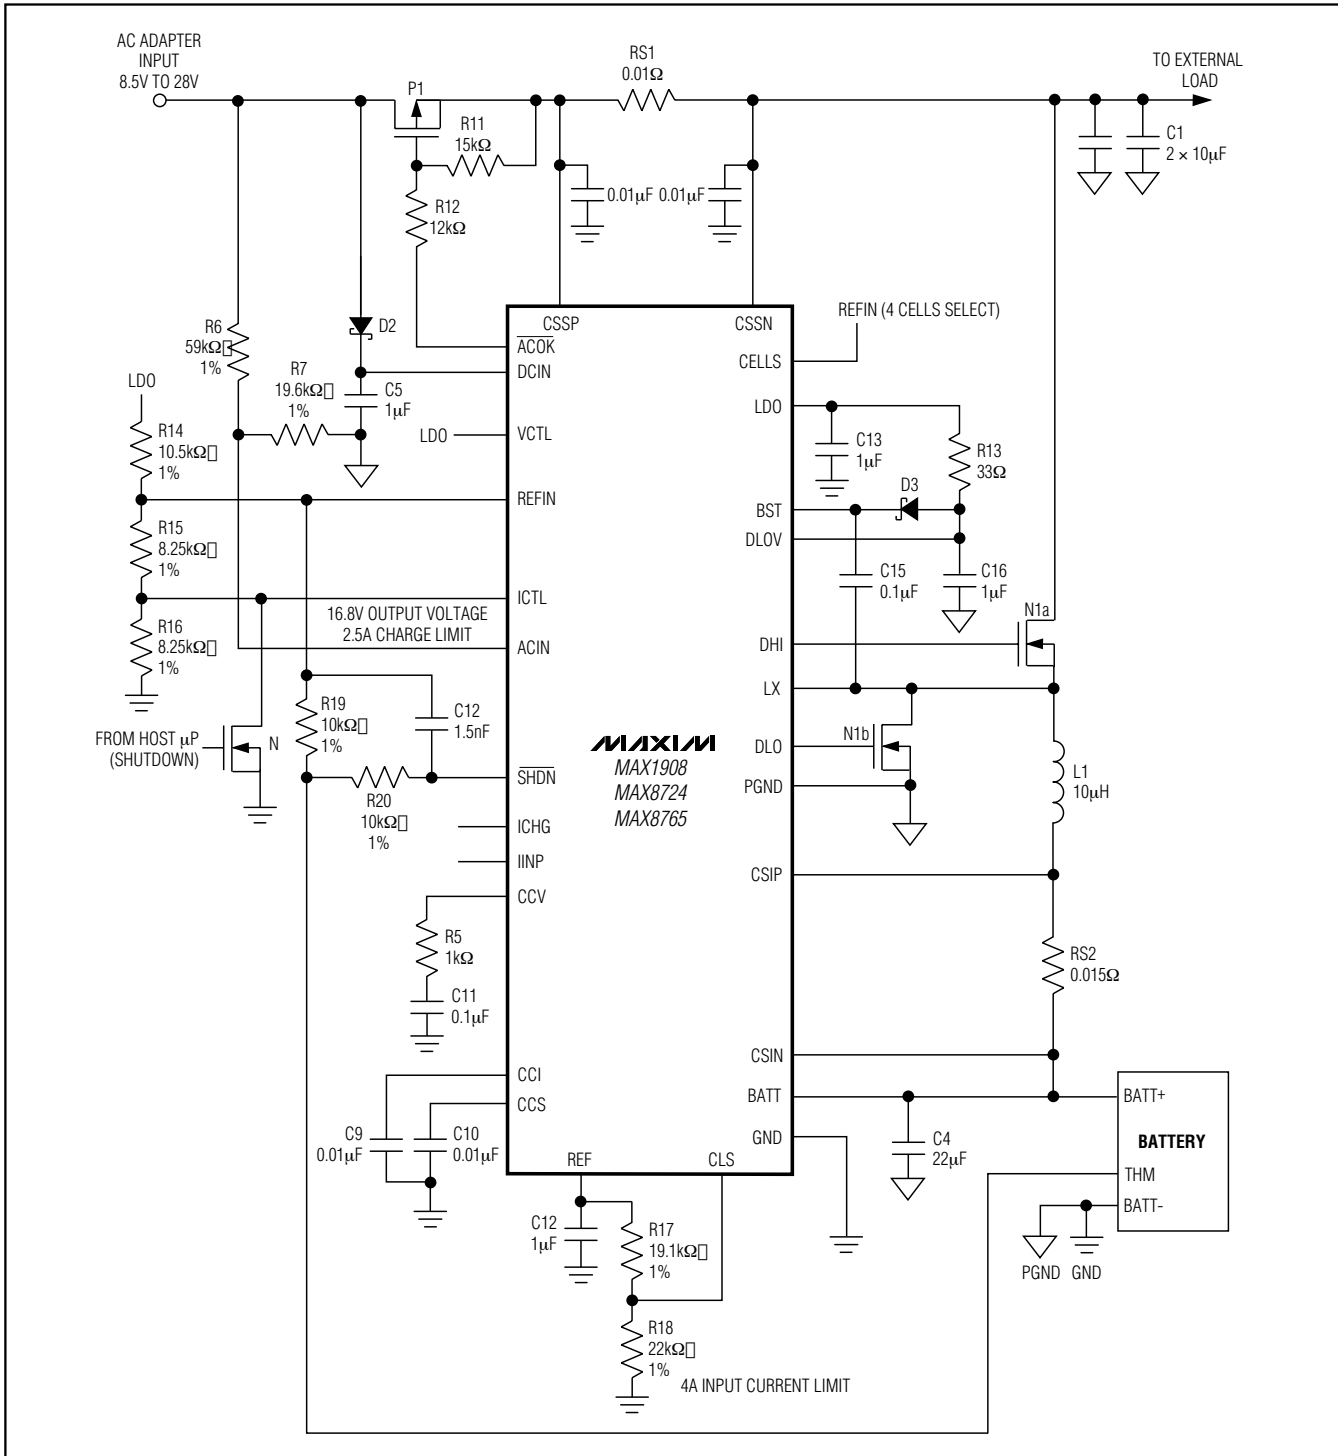 AC ADAPTER
INPUT
8.5V TO 28V
P1
RS1
0.01Ω
TO EXTERNAL
LOAD
R11
15kΩ
C1
2 × 10µF
R12
12kΩ
0.01µF
0.01µF
CSSP
CSSN
REFIN (4 CELLS SELECT)
D2
R6
59kΩ
1%
ACOK
CELLS
DCIN
R7
19.6kΩ
1%
C5
1µF
LDO
LDO
VCTL
LDO
R14
10.5kΩ
1%
C13
1µF
R13
33Ω
D3
REFIN
BST
DLOV
R15
8.25kΩ
1%
C15
0.1µF
C16
1µF
ICTL
16.8V OUTPUT VOLTAGE
2.5A CHARGE LIMIT
N1a
R16
8.25kΩ
1%
ACIN
DHI
LX
R19
10kΩ
1%
C12
1.5nF
FROM HOST µP
(SHUTDOWN)
N
MAXIM
MAX1908
MAX8724
MAX8765
N1b
DLO
SHDN
PGND
L1
10µH
R20
10kΩ
1%
ICHG
IINP
CSIP
CCV
R5
1kΩ
RS2
0.015Ω
C11
0.1µF
CSIN
CCI
BATT
BATT+
CCS
GND
C9
0.01µF
C10
0.01µF
C4
22µF
BATTERY
REF
CLS
THM
BATT-
C12
1µF
R17
19.1kΩ
1%
PGND
GND
R18
22kΩ
1%
4A INPUT CURRENT LIMIT